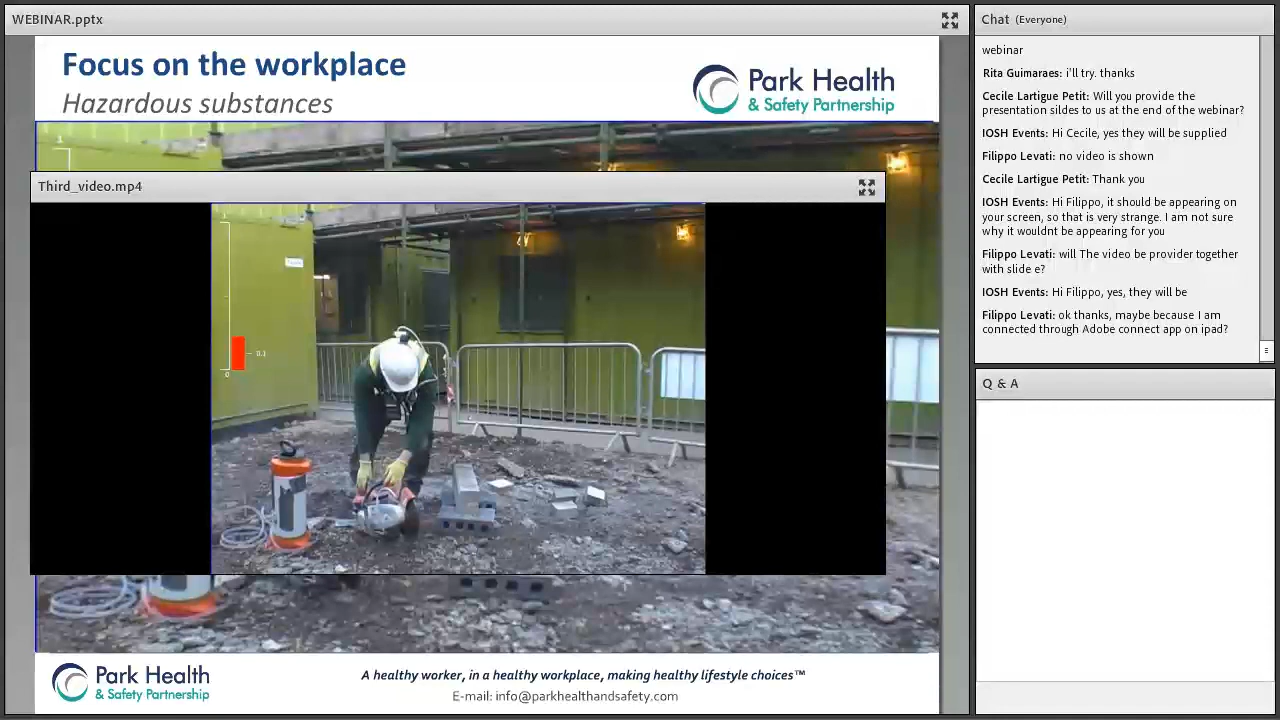 WEBINAR.pptx
Focus on the workplace
Hazardous substances
Park Health
& Safety Partnership
Third_video.mp4
1
0.1
0
Park Health
& Safety Partnership
A healthy worker, in a healthy workplace, making healthy lifestyle choices™
E-mail: info@parkhealthandsafety.com
Chat (Everyone)
webinar
Rita Guimaraes: i'll try. thanks
Cecile Lartigue Petit: Will you provide the
presentation sildes to us at the end of the webinar?
IOSH Events: Hi Cecile, yes they will be supplied
Filippo Levati: no video is shown
Cecile Lartigue Petit: Thank you
IOSH Events: Hi Filippo, it should be appearing on
your screen, so that is very strange. I am not sure
why it wouldnt be appearing for you
Filippo Levati: will The video be provider together
with slide e?
IOSH Events: Hi Filippo, yes, they will be
Filippo Levati: ok thanks, maybe because I am
connected through Adobe connect app on ipad?
Q & A